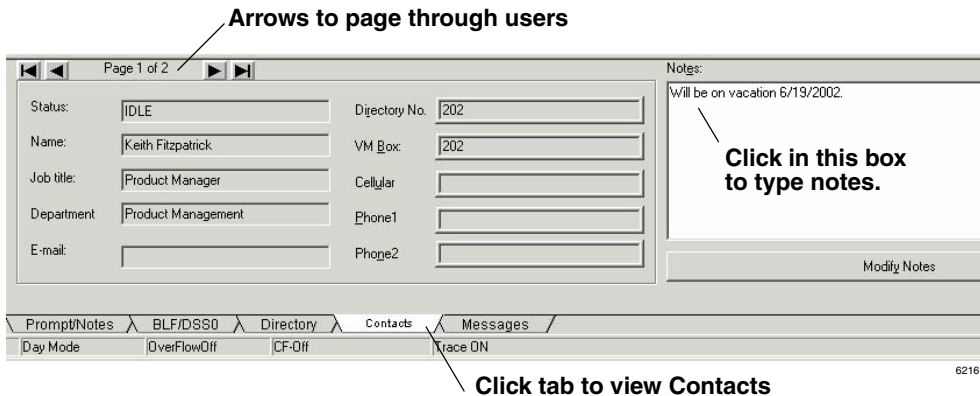 Arrows to page through users
Page 1 of 2
Notes:
Status: IDLE Directory No. 202
Will be on vacation 6/19/2002.
Name: Keith Fitzpatrick VM Box: 202
Click in this box
to type notes.
Job title: Product Manager Cellular
Department Product Management Phone1
E-mail: Phone2
Modify Notes
Prompt/Notes BLF/DSS0 Directory Contacts Messages
Day Mode OverFlowOff CF-Off Trace ON
6216
Click tab to view Contacts